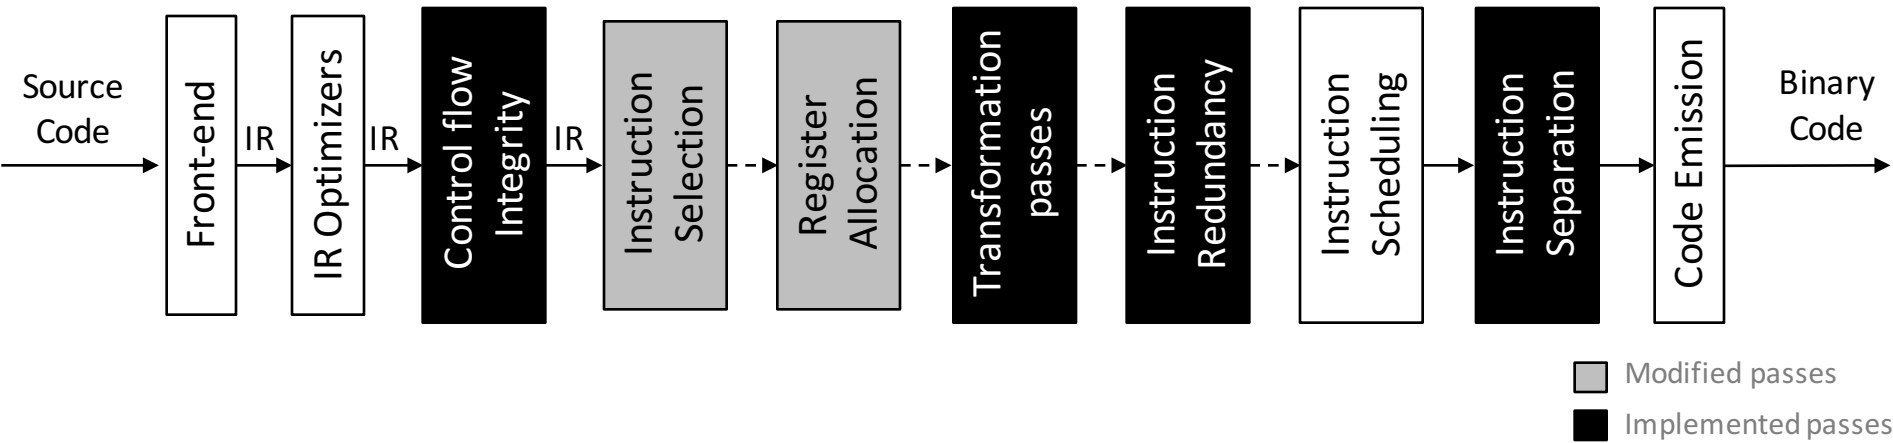 Source
Code
Front-end
IR
IR Optimizers
IR
Control flow
Integrity
IR
Instruction
Selection
Register
Allocation
Transformation
passes
Instruction
Redundancy
Instruction
Scheduling
Instruction
Separation
Code Emission
Binary
Code
Modified passes
Implemented passes